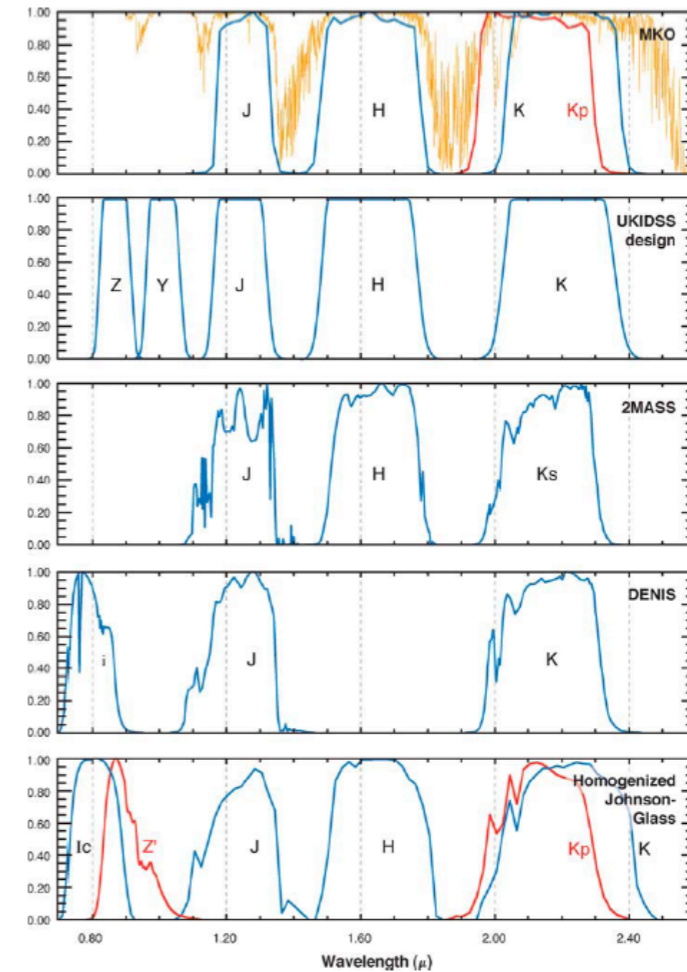 1.00
MKO
0.80
0.60
0.40
J
H
K
Kp
0.20
0.00
1.00
UKIDSS
design
0.80
0.60
Z
Y
J
H
K
0.40
0.20
0.00
1.00
2MASS
0.80
0.60
J
H
Ks
0.40
0.20
0.00
1.00
DENIS
0.80
0.60
i
J
K
0.40
0.20
0.00
1.00
Homogenized
Johnson-
Glass
0.80
0.60
Ic
Z'
J
H
Kp
K
0.40
0.20
0.00
0.80
1.20
1.60
2.00
2.40
Wavelength (μ)